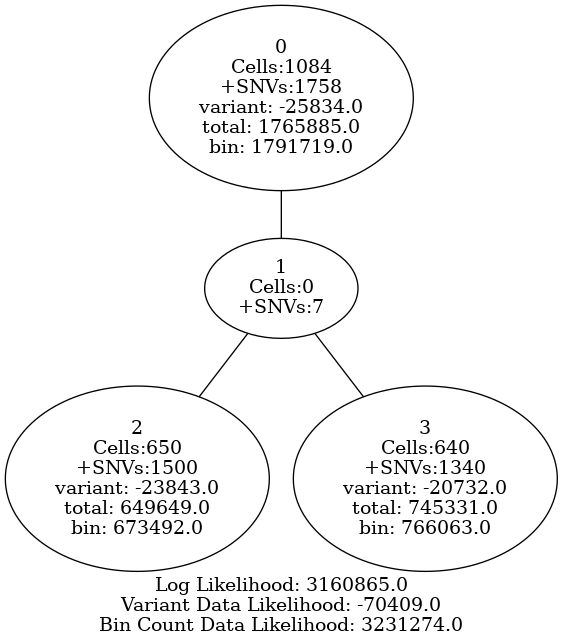 0
Cells:1084
+SNVs:1758
variant: -25834.0
total: 1765885.0
bin: 1791719.0
1
Cells:0
+SNVs:7
2
Cells:650
+SNVs:1500
variant: -23843.0
total: 649649.0
bin: 673492.0
3
Cells:640
+SNVs:1340
variant: -20732.0
total: 745331.0
bin: 766063.0
Log Likelihood: 3160865.0
Variant Data Likelihood: -70409.0
Bin Count Data Likelihood: 3231274.0